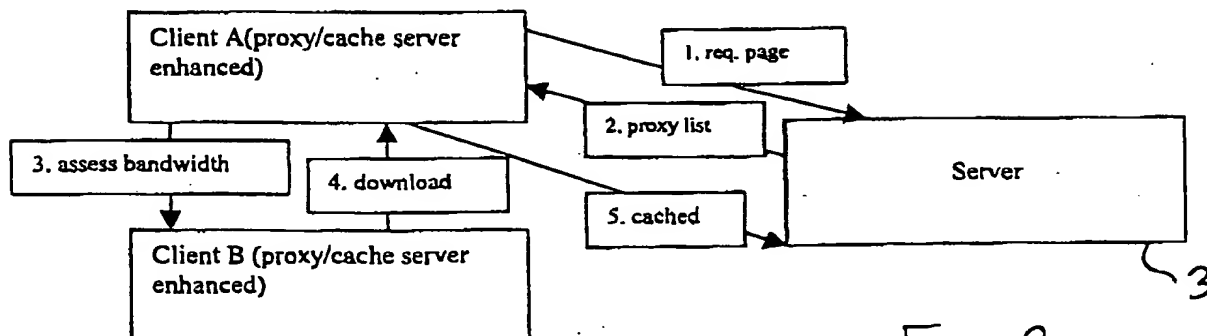 Client A(proxy/cache server
enhanced)
1. req. page
2. proxy list
3. assess bandwidth
4. download
Server
5. cached
Client B (proxy/cache server
enhanced)
3